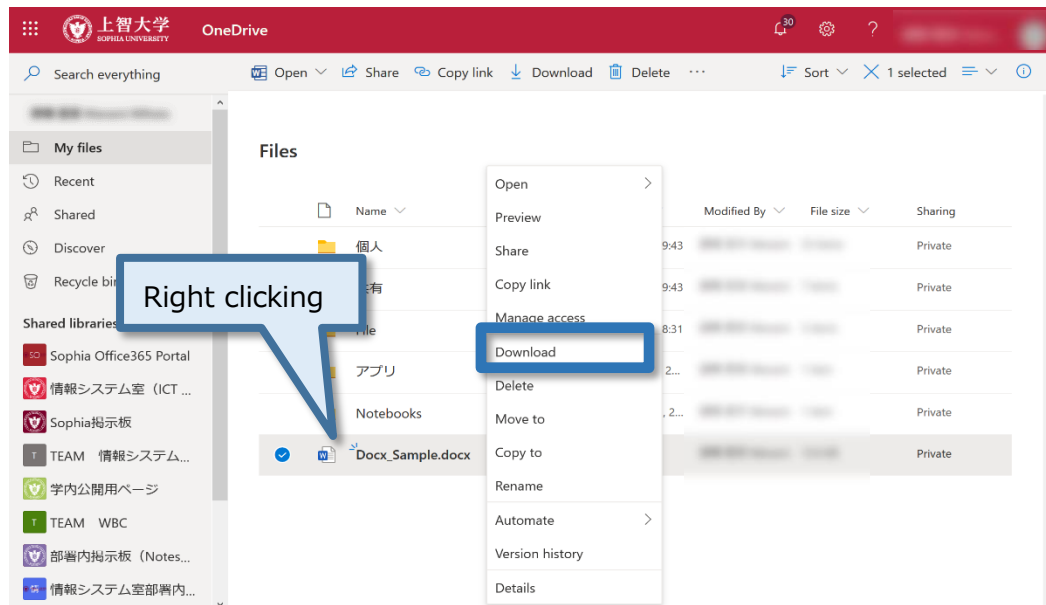 上智大学
SOPHIA UNIVERSITY
OneDrive
30
?
Search everything
Open
Share
Copy link
Download
Delete
...
Sort
1 selected
My files
Recent
Shared
Discover
Recycle bin
Shared libraries
SO Sophia Office365 Portal
情報システム室（ICT ...
Sophia掲示板
T TEAM 情報システム...
学内公開用ページ
T TEAM WBC
部署内掲示板（Notes...
情 情報システム室部署内...
Files
Name
Modified By
File size
Sharing
個人
9:43
Private
有
9:43
Private
File
8:31
Private
アプリ
2...
Private
Notebooks
, 2...
Private
W Docx_Sample.docx
Private
Right clicking
Open
Preview
Share
Copy link
Manage access
Download
Delete
Move to
Copy to
Rename
Automate
Version history
Details